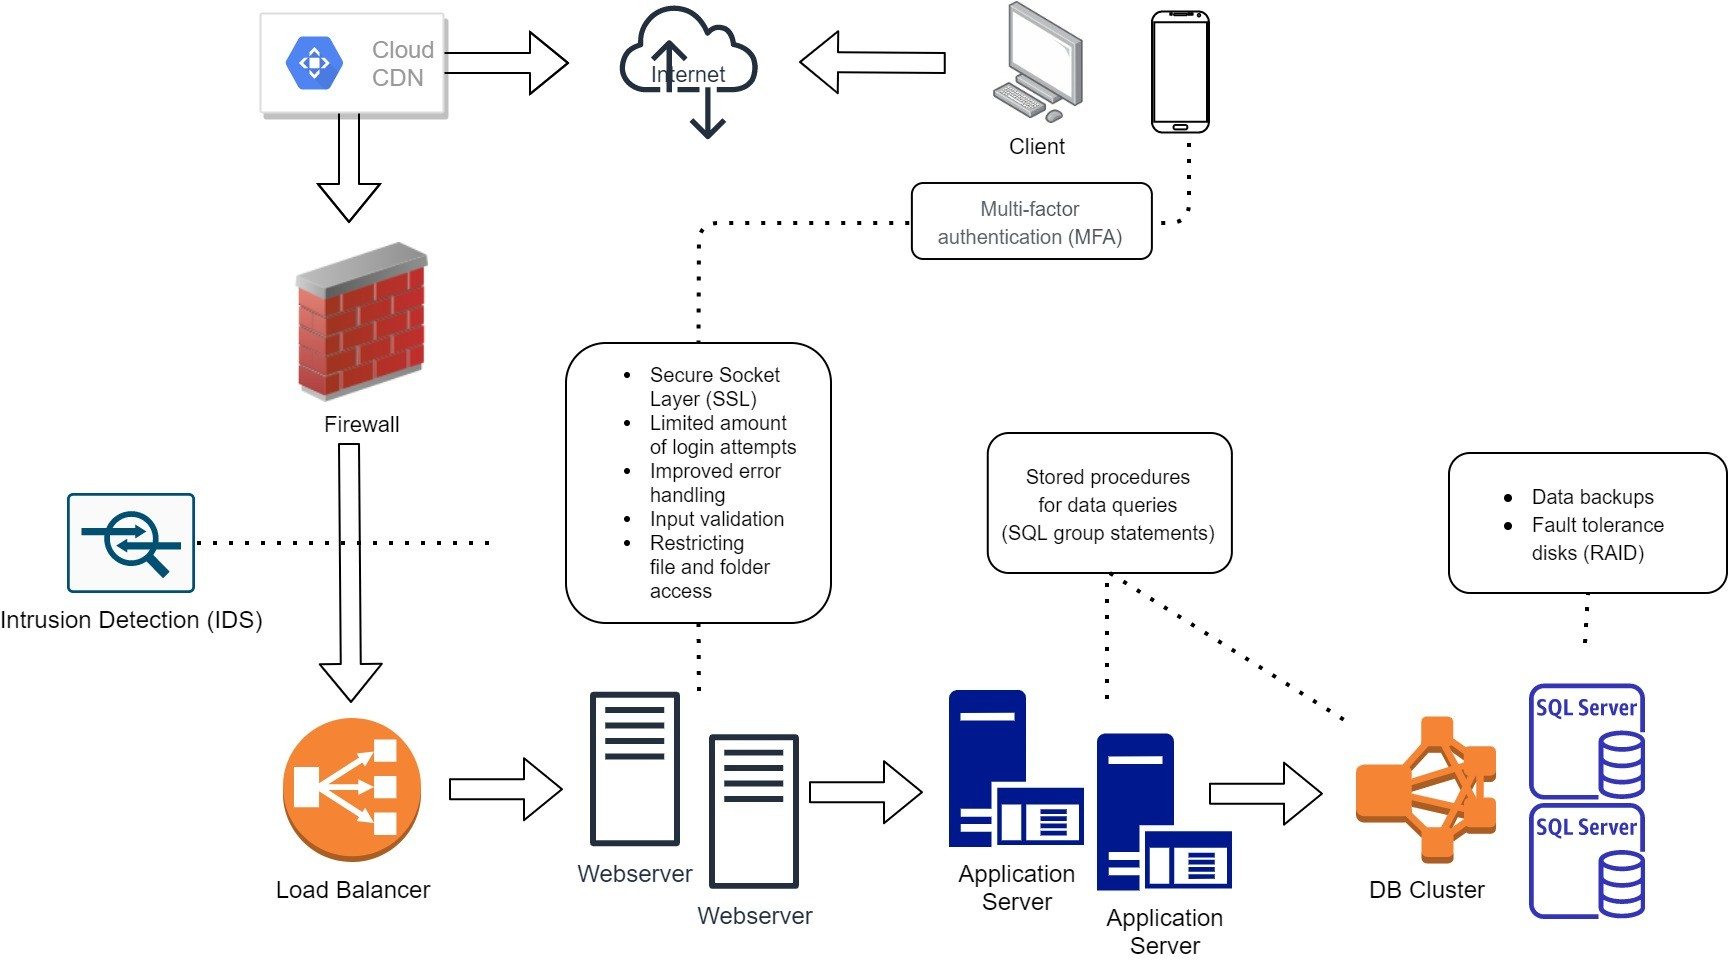 Cloud
CDN
Internet
Client
Multi-factor
authentication (MFA)
Firewall
• Secure Socket
Layer (SSL)
• Limited amount
of login attempts
• Improved error
handling
• Input validation
• Restricting
file and folder
access
Stored procedures
for data queries
(SQL group statements)
• Data backups
• Fault tolerance
disks (RAID)
Intrusion Detection (IDS)
Load Balancer
Webserver
Webserver
Application
Server
Application
Server
DB Cluster
SQL Server
SQL Server